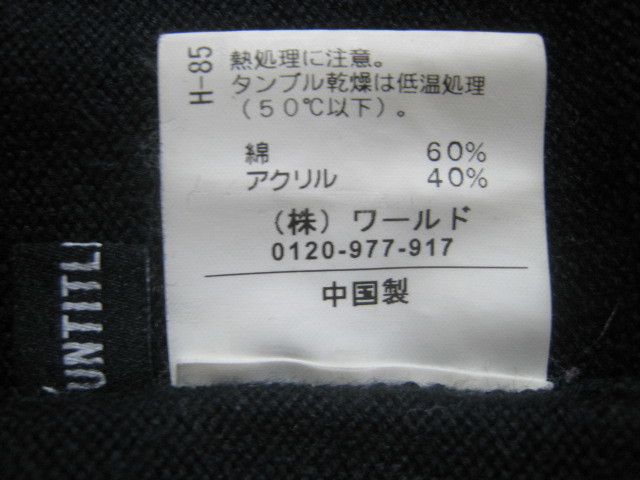 H-85
熱処理に注意。
タンブル乾燥は低温処理
（50℃以下）。
綿 60%
アクリル 40%
（株）ワールド
0120-977-917
中国製
UNTITL